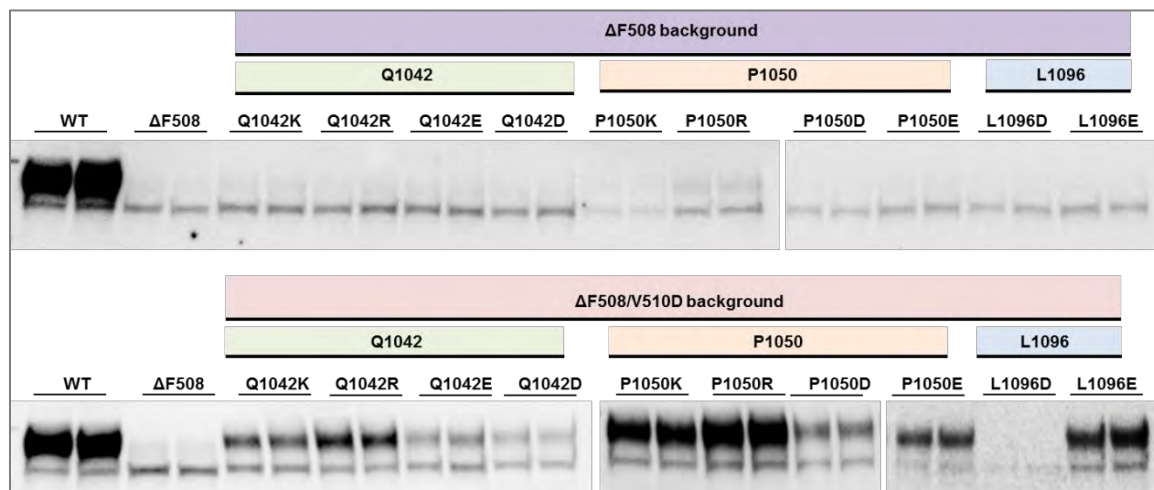 ΔF508 background
Q1042 P1050 L1096
WT ΔF508 Q1042K Q1042R Q1042E Q1042D P1050K P1050R P1050D P1050E L1096D L1096E
ΔF508/V510D background
Q1042 P1050 L1096
WT ΔF508 Q1042K Q1042R Q1042E Q1042D P1050K P1050R P1050D P1050E L1096D L1096E